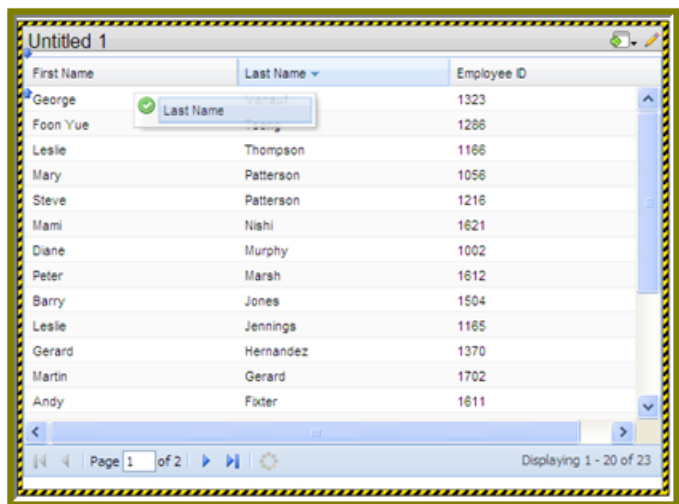 Untitled 1
First Name Last Name Employee ID
George 1323
Last Name
Foon Yue 1286
Leslie Thompson 1166
Mary Patterson 1056
Steve Patterson 1216
Mami Nishi 1621
Diane Murphy 1002
Peter Marsh 1612
Barry Jones 1504
Leslie Jennings 1165
Gerard Hernandez 1370
Martin Gerard 1702
Andy Fixter 1611
Page 1 of 2 Displaying 1 - 20 of 23